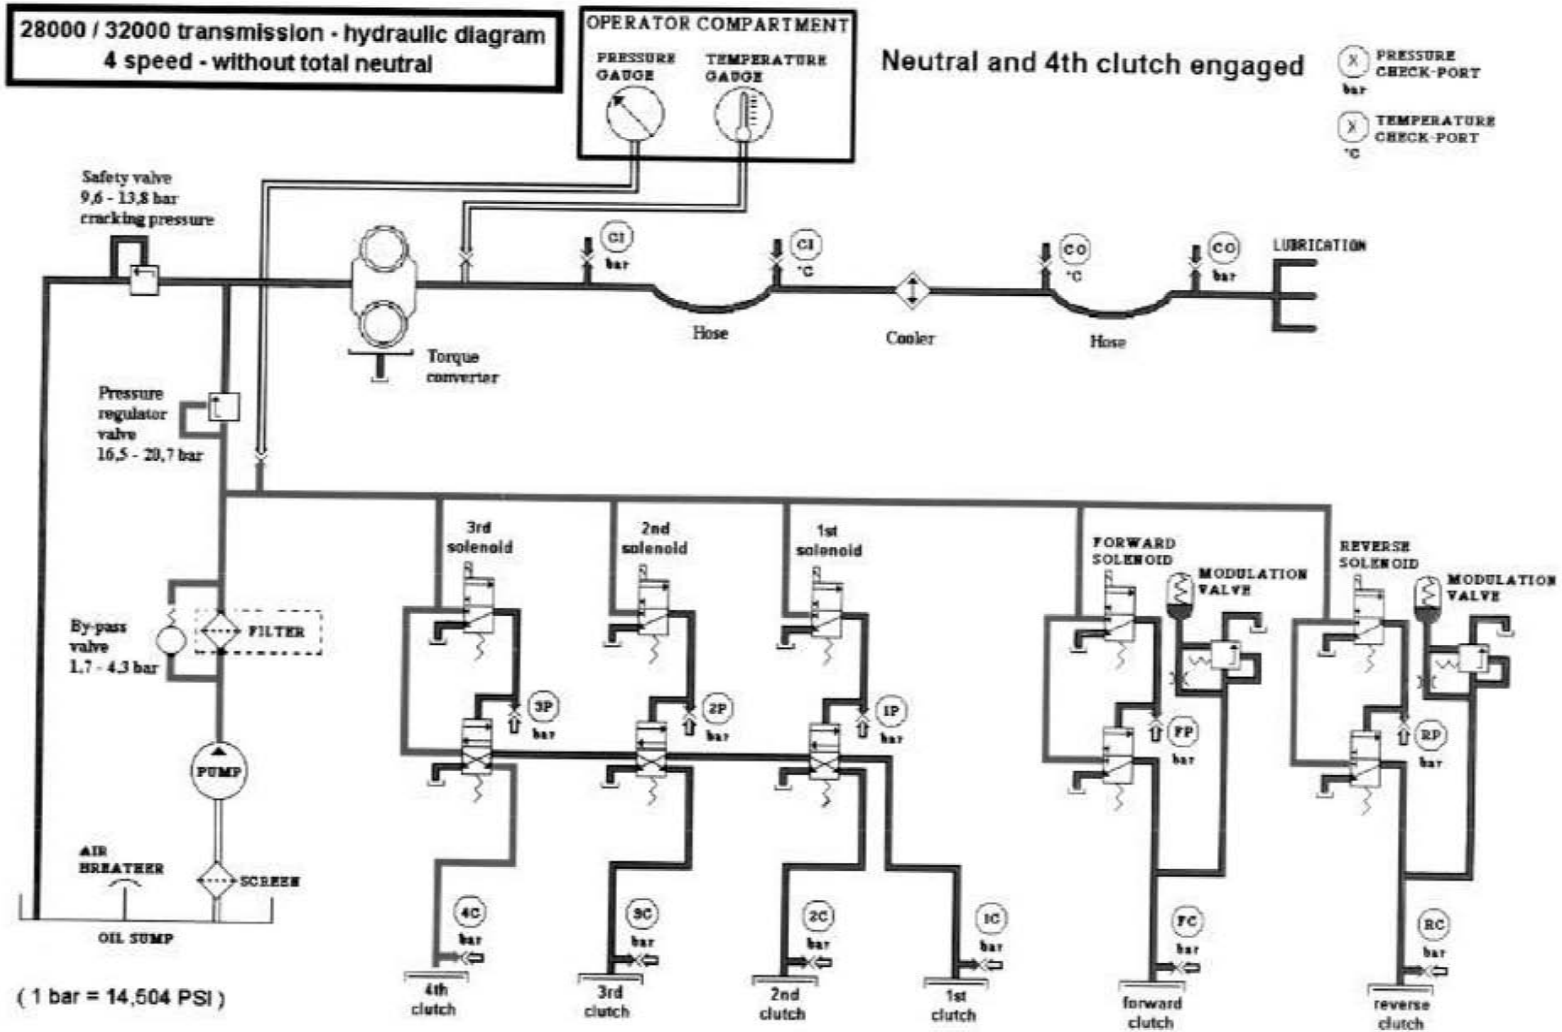 28000 / 32000 transmission - hydraulic diagram
4 speed - without total neutral
OPERATOR COMPARTMENT
PRESSURE
GAUGE
TEMPERATURE
GAUGE
Neutral and 4th clutch engaged
X
PRESSURE
CHECK-PORT
bar
X
TEMPERATURE
CHECK-PORT
°C
Safety valve
9,6 - 13,8 bar
cracking pressure
CI
bar
CI
°C
CO
°C
CO
bar
LUBRICATION
Hose
Cooler
Hose
Torque
converter
Pressure
regulator
valve
16,5 - 20,7 bar
3rd
solenoid
2nd
solenoid
1st
solenoid
FORWARD
SOLENOID
MODULATION
VALVE
REVERSE
SOLENOID
MODULATION
VALVE
By-pass
valve
1,7 - 4,3 bar
FILTER
3P
bar
2P
bar
1P
bar
FP
bar
RP
bar
PUMP
AIR
BREATHER
SCREEN
OIL SUMP
4C
bar
3C
bar
2C
bar
1C
bar
FC
bar
RC
bar
4th
clutch
3rd
clutch
2nd
clutch
1st
clutch
forward
clutch
reverse
clutch
( 1 bar = 14,504 PSI )